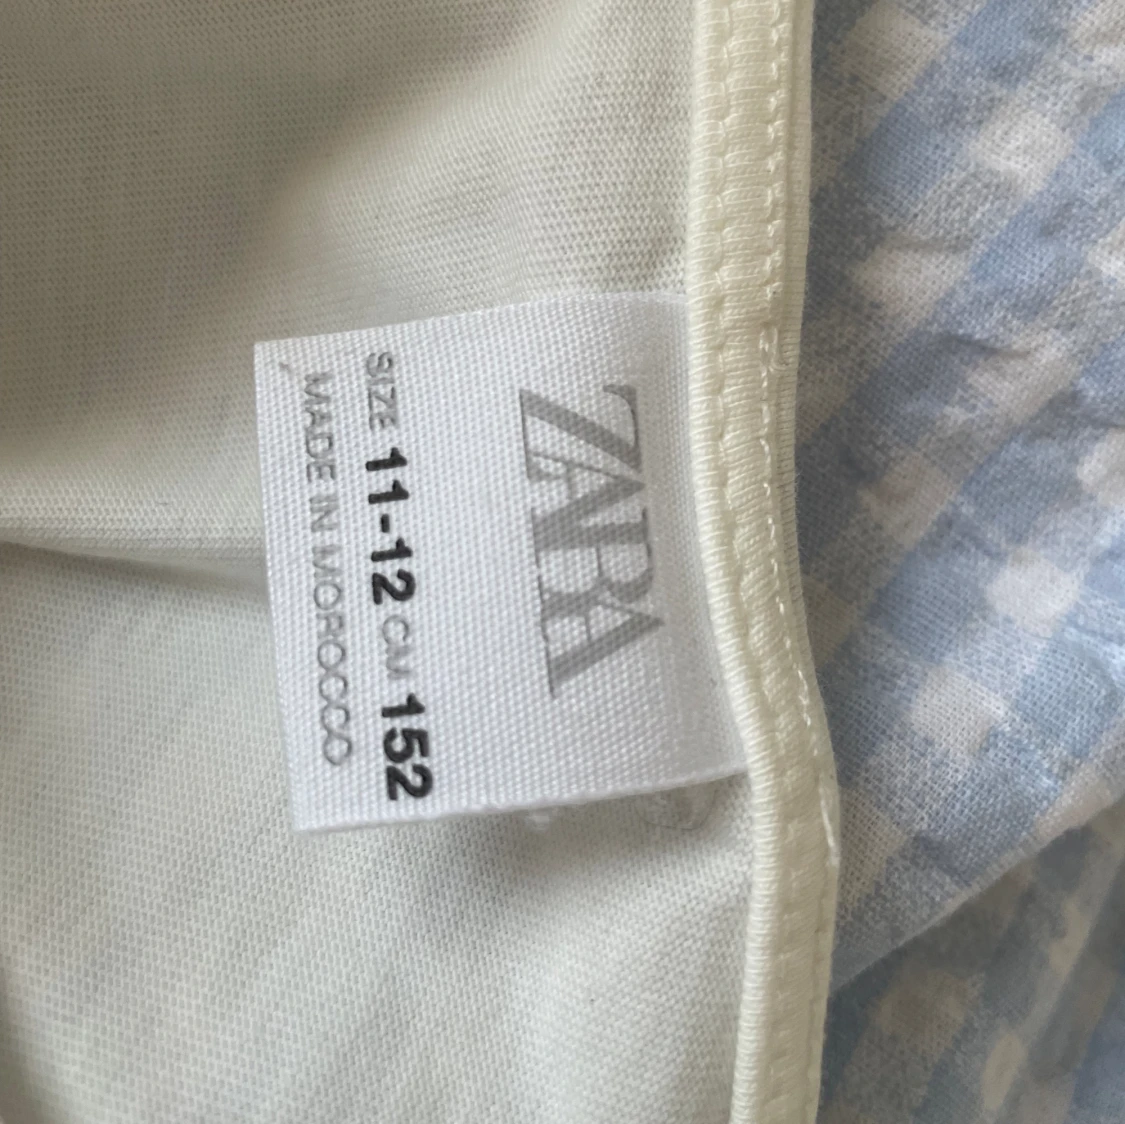 ZARA
SIZE 11-12 CM 152
MADE IN MOROCCO